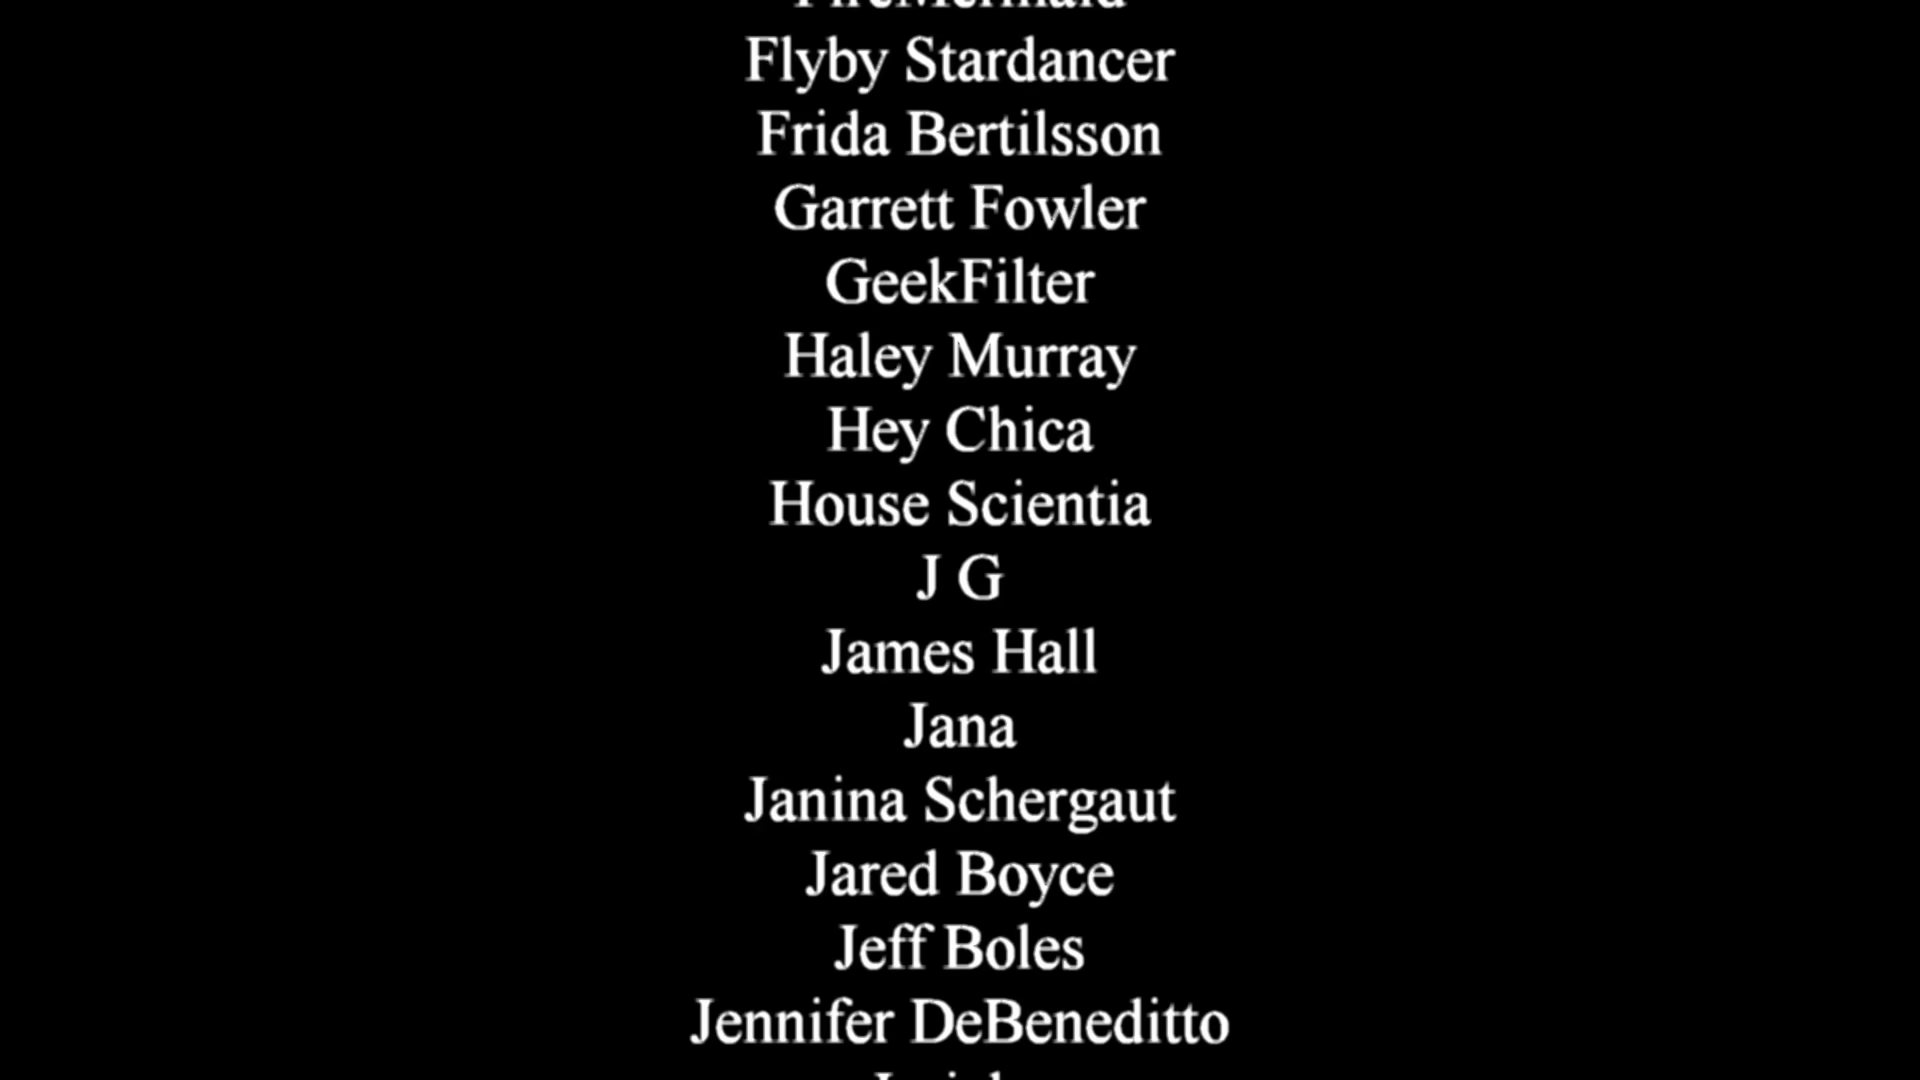 FireMermaid
Flyby Stardancer
Frida Bertilsson
Garrett Fowler
GeekFilter
Haley Murray
Hey Chica
House Scientia
J G
James Hall
Jana
Janina Schergaut
Jared Boyce
Jeff Boles
Jennifer DeBeneditto